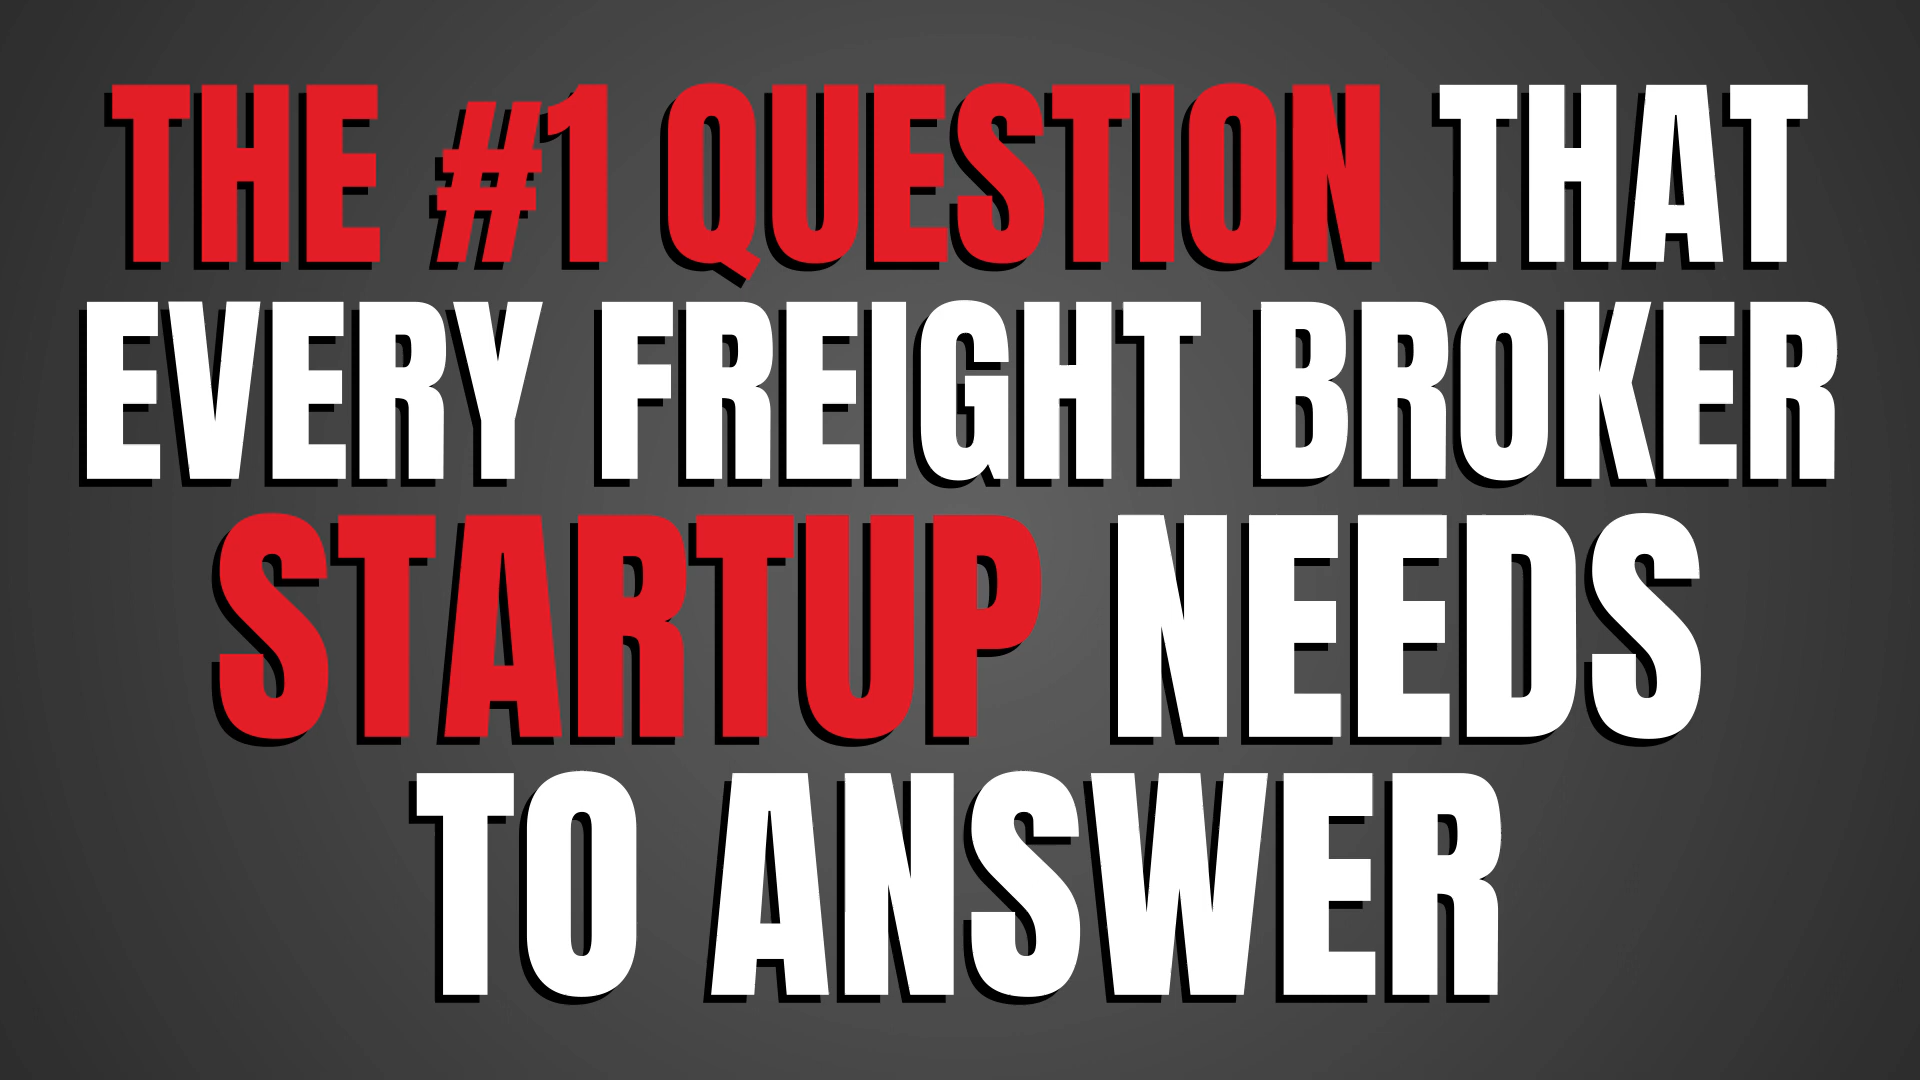 THE #1 QUESTION THAT
EVERY FREIGHT BROKER
STARTUP NEEDS
TO ANSWER